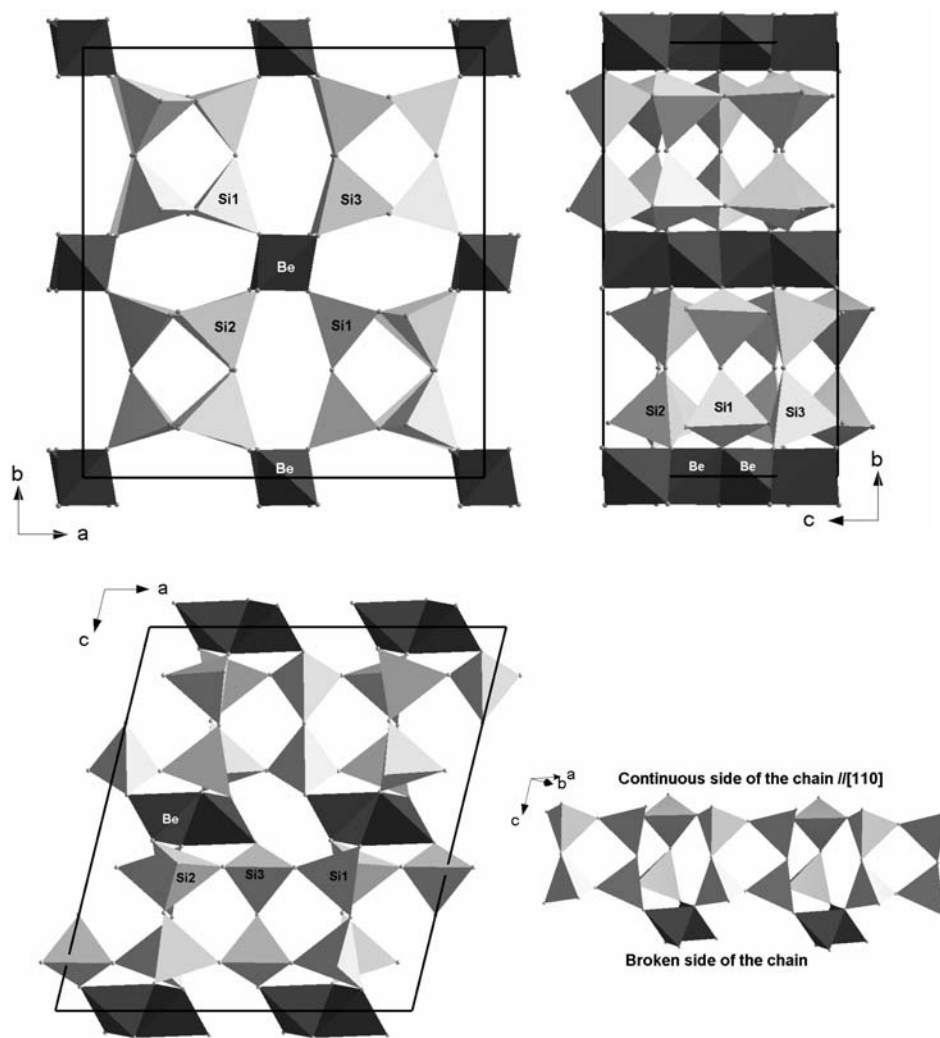 Si1
Si3
Be
Si2
Si1
Be
b
a
Si2
Si1
Si3
Be
Be
b
c
a
c
Be
Si2
Si3
Si1
a
b
c
Continuous side of the chain //[110]
Broken side of the chain